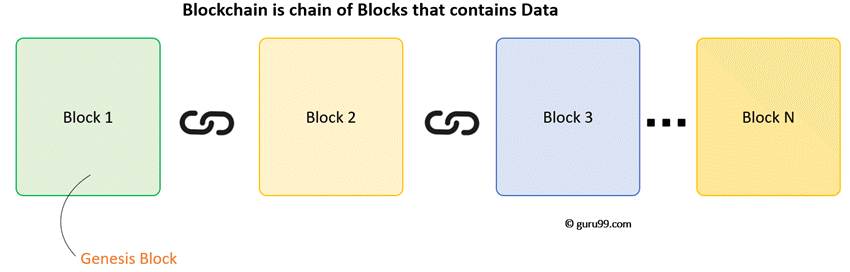 Blockchain is chain of Blocks that contains Data
Block 1
Block 2
Block 3
Block N
© guru99.com
Genesis Block